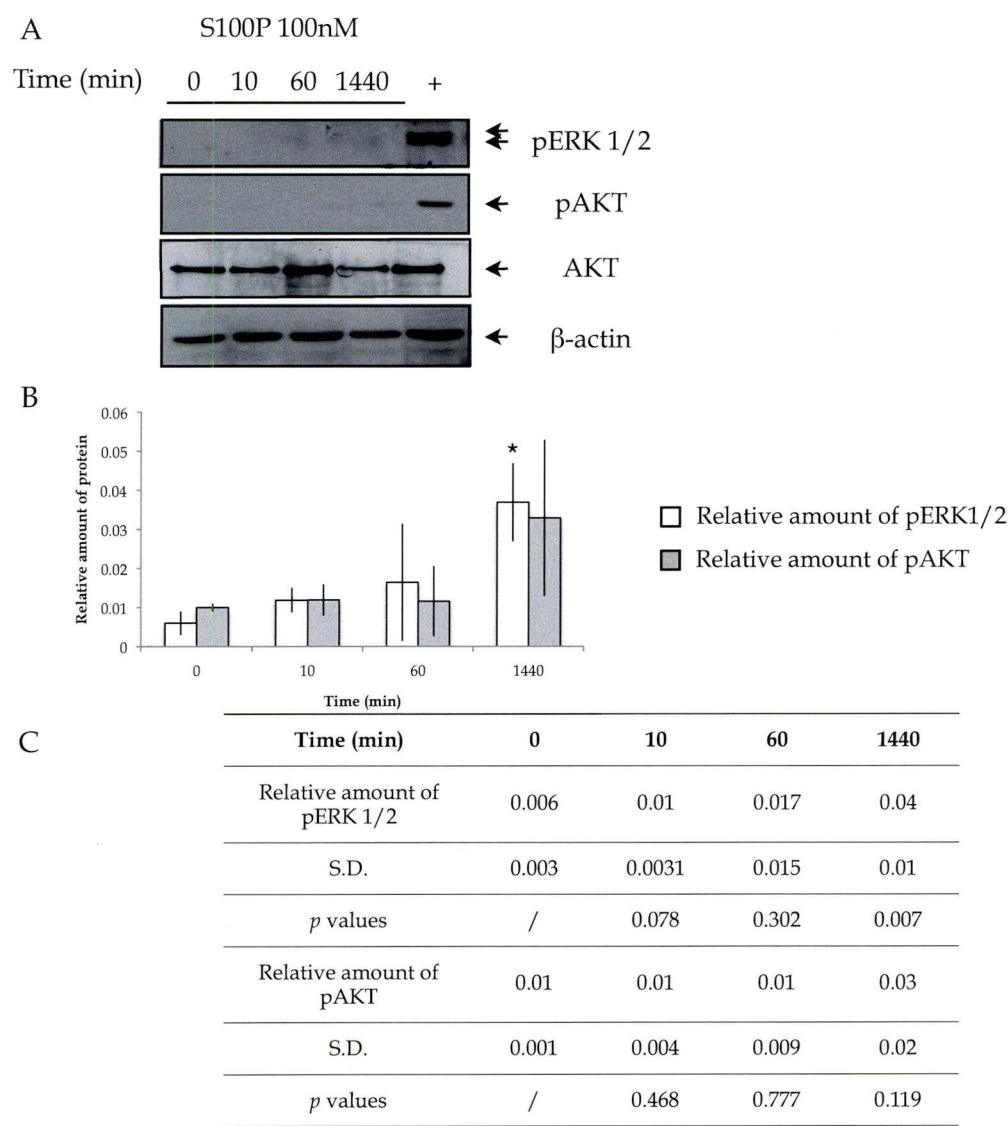 A
S100P 100nM
Time (min) 0 10 60 1440 +
pERK 1/2
pAKT
AKT
β-actin
B
Relative amount of protein
0.06
0.05
0.04
0.03
0.02
0.01
0
*
0 10 60 1440
Time (min)
Relative amount of pERK1/2
Relative amount of pAKT
C
Time (min) 0 10 60 1440
Relative amount of
pERK 1/2 0.006 0.01 0.017 0.04
S.D. 0.003 0.0031 0.015 0.01
p values / 0.078 0.302 0.007
Relative amount of
pAKT 0.01 0.01 0.01 0.03
S.D. 0.001 0.004 0.009 0.02
p values / 0.468 0.777 0.119